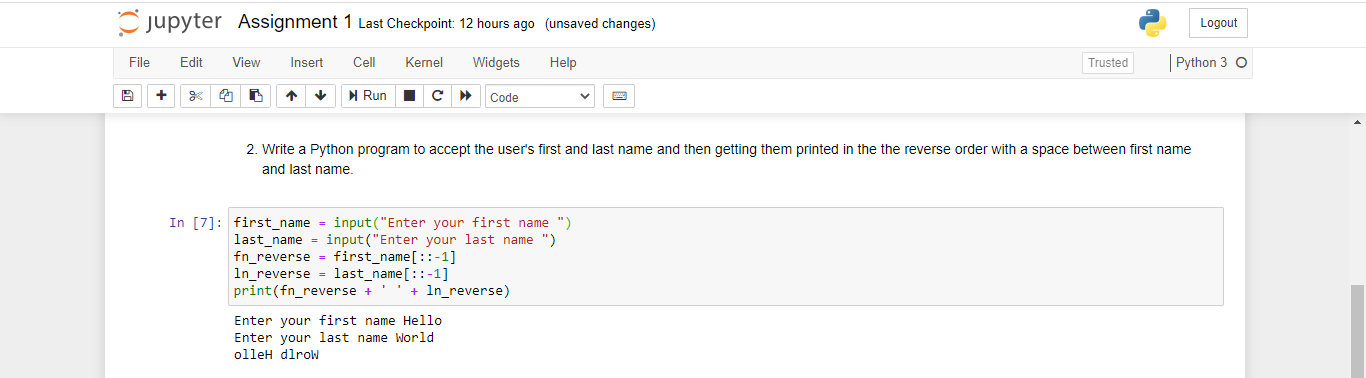 jupyter Assignment 1 Last Checkpoint: 12 hours ago (unsaved changes) Logout
File Edit View Insert Cell Kernel Widgets Help Trusted Python 3
Run Code
2. Write a Python program to accept the user's first and last name and then getting them printed in the the reverse order with a space between first name
and last name.
In [7]: first_name = input("Enter your first name ")
last_name = input("Enter your last name ")
fn_reverse = first_name[::-1]
ln_reverse = last_name[::-1]
print(fn_reverse + ' ' + ln_reverse)
Enter your first name Hello
Enter your last name World
olleH dlroW